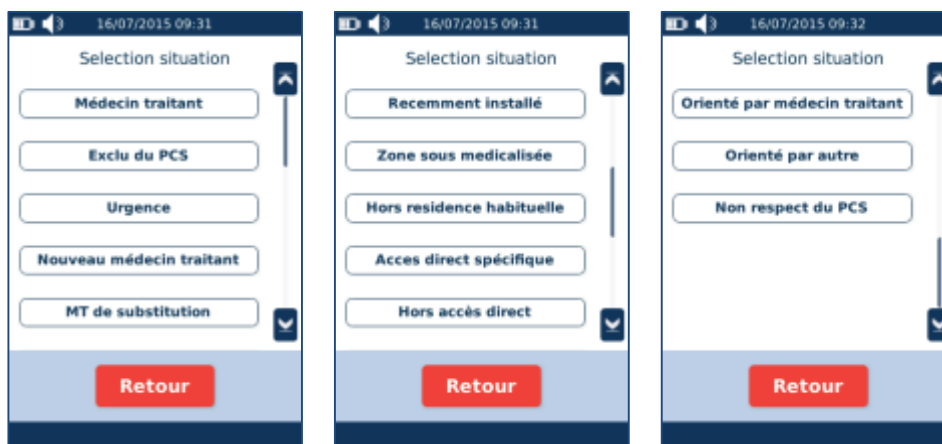 16/07/2015 09:31
Selection situation
Médecin traitant
Exclu du PCS
Urgence
Nouveau médecin traitant
MT de substitution
Retour
16/07/2015 09:31
Selection situation
Recemment installé
Zone sous medicalisée
Hors residence habituelle
Acces direct spécifique
Hors accès direct
Retour
16/07/2015 09:32
Selection situation
Orienté par médecin traitant
Orienté par autre
Non respect du PCS
Retour